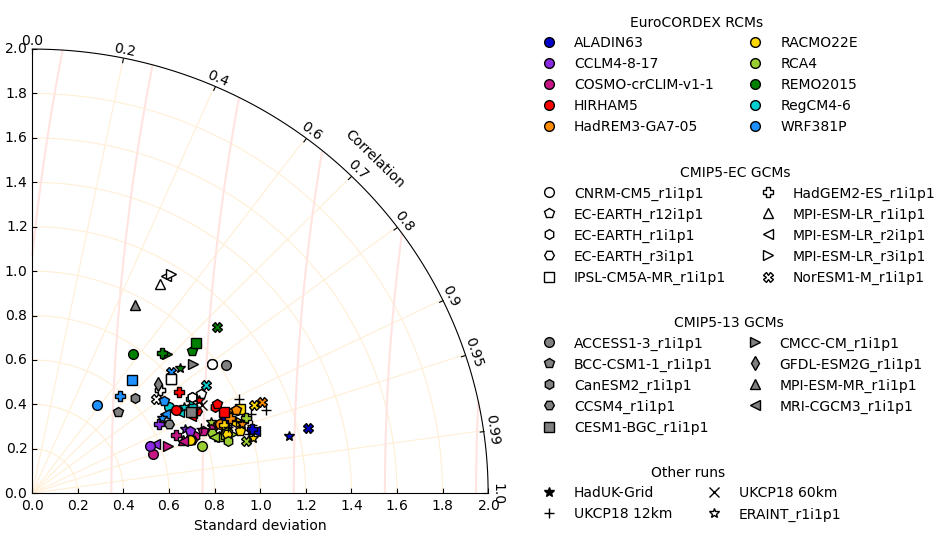 0.0
0.2
0.4
0.6
0.7
0.8
0.9
0.95
0.99
1.0
Correlation
2.0
1.8
1.6
1.4
1.2
1.0
0.8
0.6
0.4
0.2
0.0
0.0 0.2 0.4 0.6 0.8 1.0 1.2 1.4 1.6 1.8 2.0
Standard deviation
EuroCORDEX RCMs
ALADIN63
CCLM4-8-17
COSMO-crCLIM-v1-1
HIRHAM5
HadREM3-GA7-05
RACMO22E
RCA4
REMO2015
RegCM4-6
WRF381P
CMIP5-EC GCMs
CNRM-CM5_r1i1p1
EC-EARTH_r12i1p1
EC-EARTH_r1i1p1
EC-EARTH_r3i1p1
IPSL-CM5A-MR_r1i1p1
HadGEM2-ES_r1i1p1
MPI-ESM-LR_r1i1p1
MPI-ESM-LR_r2i1p1
MPI-ESM-LR_r3i1p1
NorESM1-M_r1i1p1
CMIP5-13 GCMs
ACCESS1-3_r1i1p1
BCC-CSM1-1_r1i1p1
CanESM2_r1i1p1
CCSM4_r1i1p1
CESM1-BGC_r1i1p1
CMCC-CM_r1i1p1
GFDL-ESM2G_r1i1p1
MPI-ESM-MR_r1i1p1
MRI-CGCM3_r1i1p1
Other runs
HadUK-Grid
UKCP18 12km
UKCP18 60km
ERAINT_r1i1p1